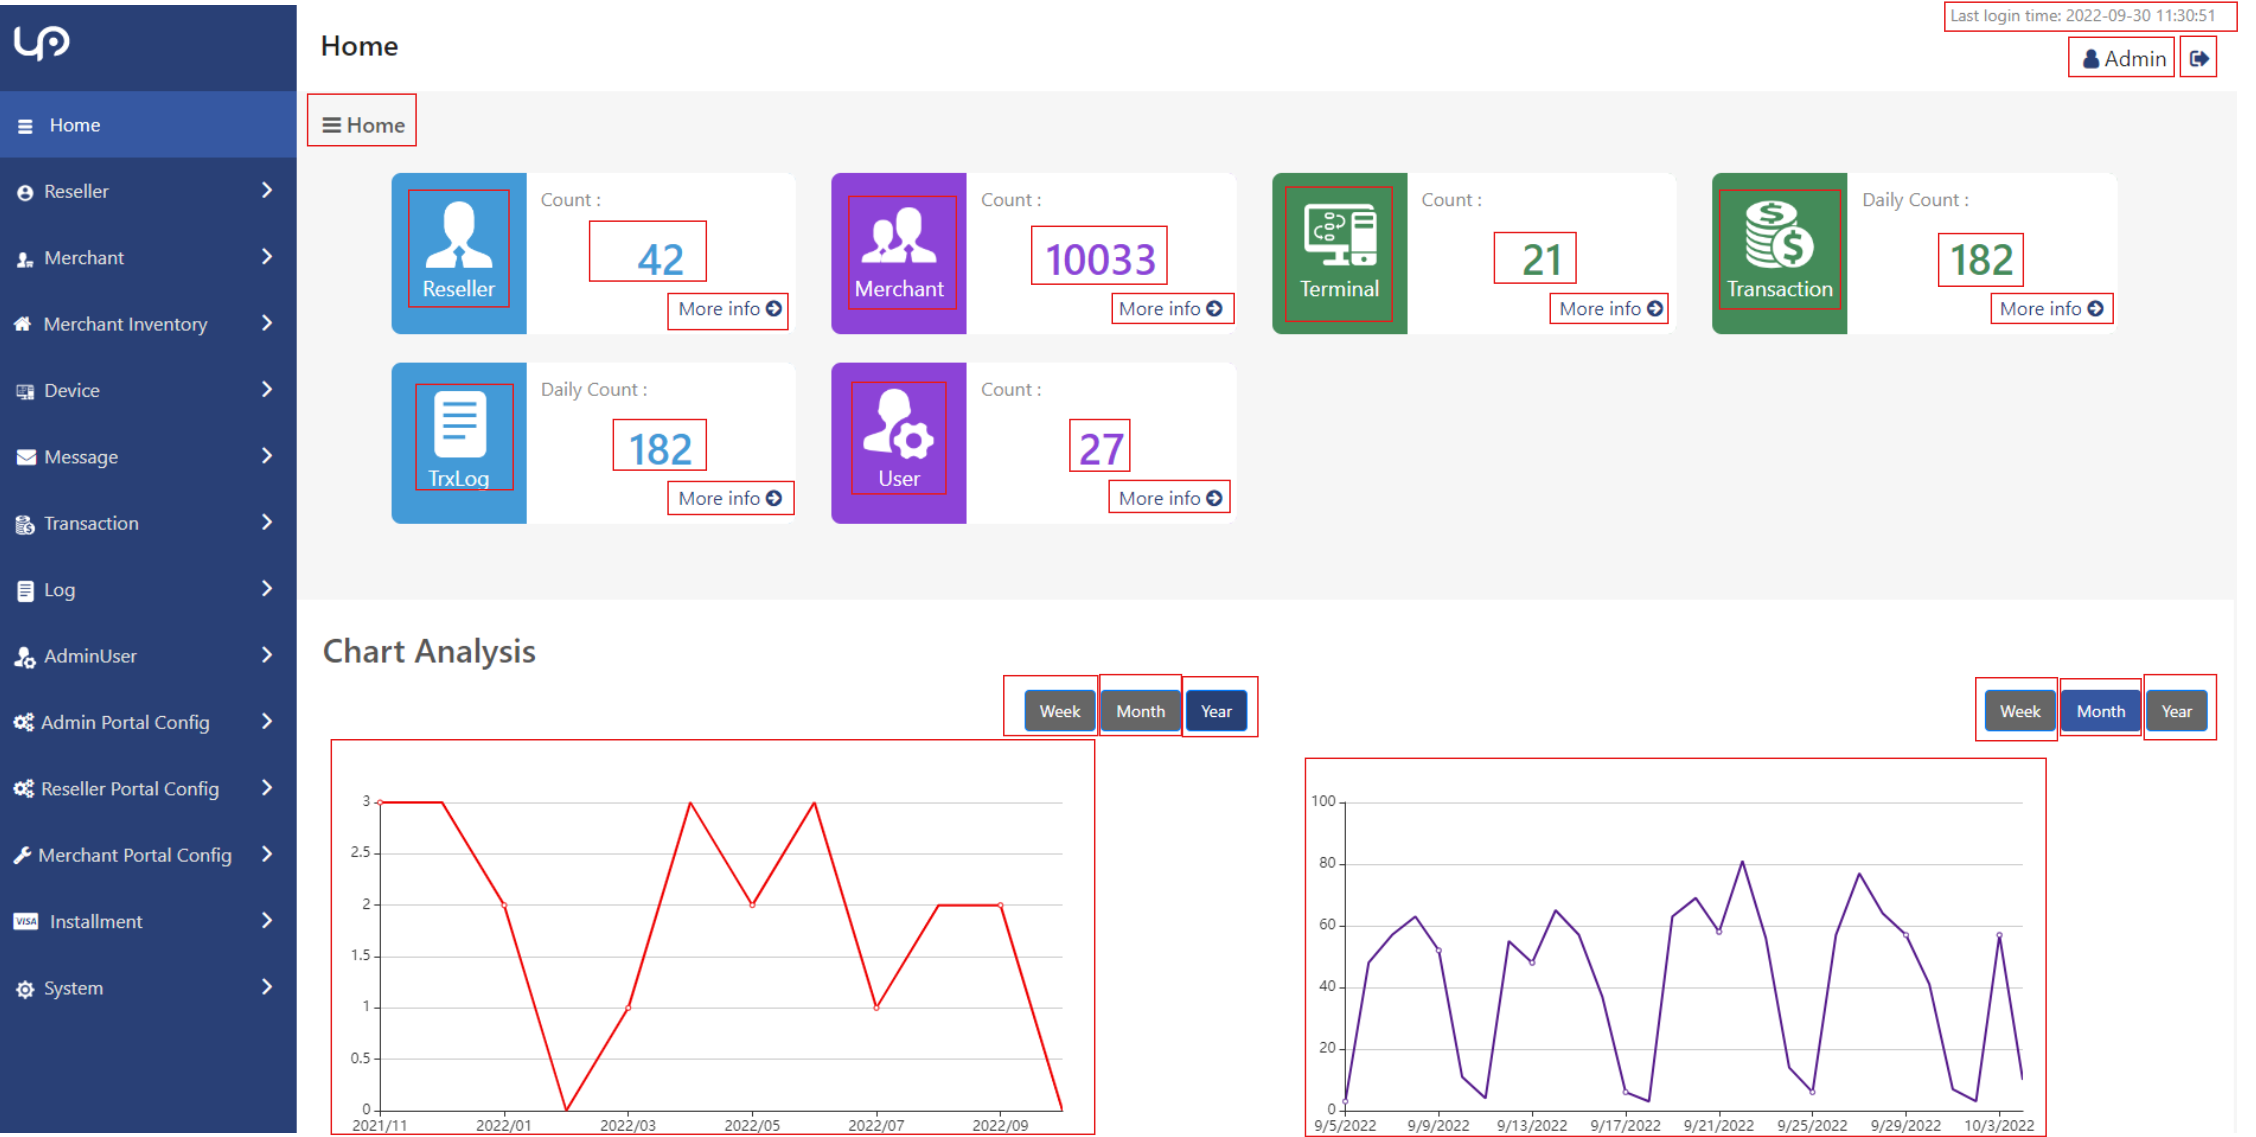 up
Last login time: 2022-09-30 11:30:51
Home
Admin
Home
Reseller
Merchant
Merchant Inventory
Device
Message
Transaction
Log
AdminUser
Admin Portal Config
Reseller Portal Config
Merchant Portal Config
VISA Installment
System
Home
Reseller
Count :
42
More info
Merchant
Count :
10033
More info
Terminal
Count :
21
More info
Transaction
Daily Count :
182
More info
TrxLog
Daily Count :
182
More info
User
Count :
27
More info
Chart Analysis
Week Month Year
3
2.5
2
1.5
1
0.5
0
2021/11 2022/01 2022/03 2022/05 2022/07 2022/09
Week Month Year
100
80
60
40
20
0
9/5/2022 9/9/2022 9/13/2022 9/17/2022 9/21/2022 9/25/2022 9/29/2022 10/3/2022